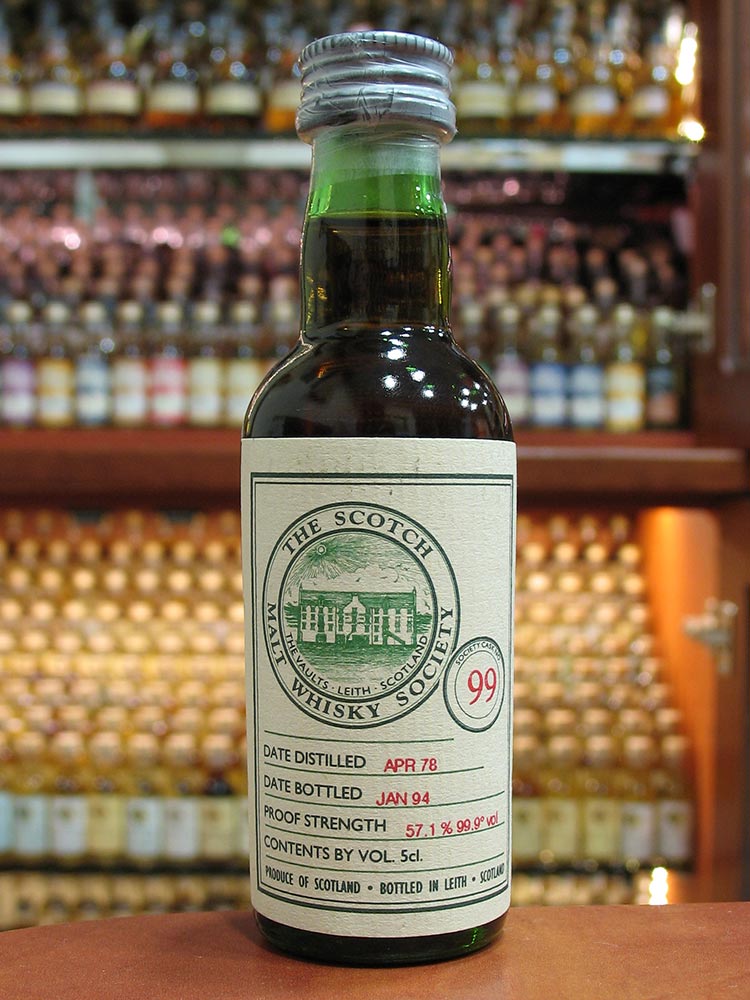 THE SCOTCH
MALT WHISKY SOCIETY
THE VAULTS · LEITH · SCOTLAND
SOCIETY CASK No
99
DATE DISTILLED APR 78
DATE BOTTLED JAN 94
PROOF STRENGTH 57.1 % 99.9° vol
CONTENTS BY VOL. 5cl.
PRODUCE OF SCOTLAND • BOTTLED IN LEITH • SCOTLAND